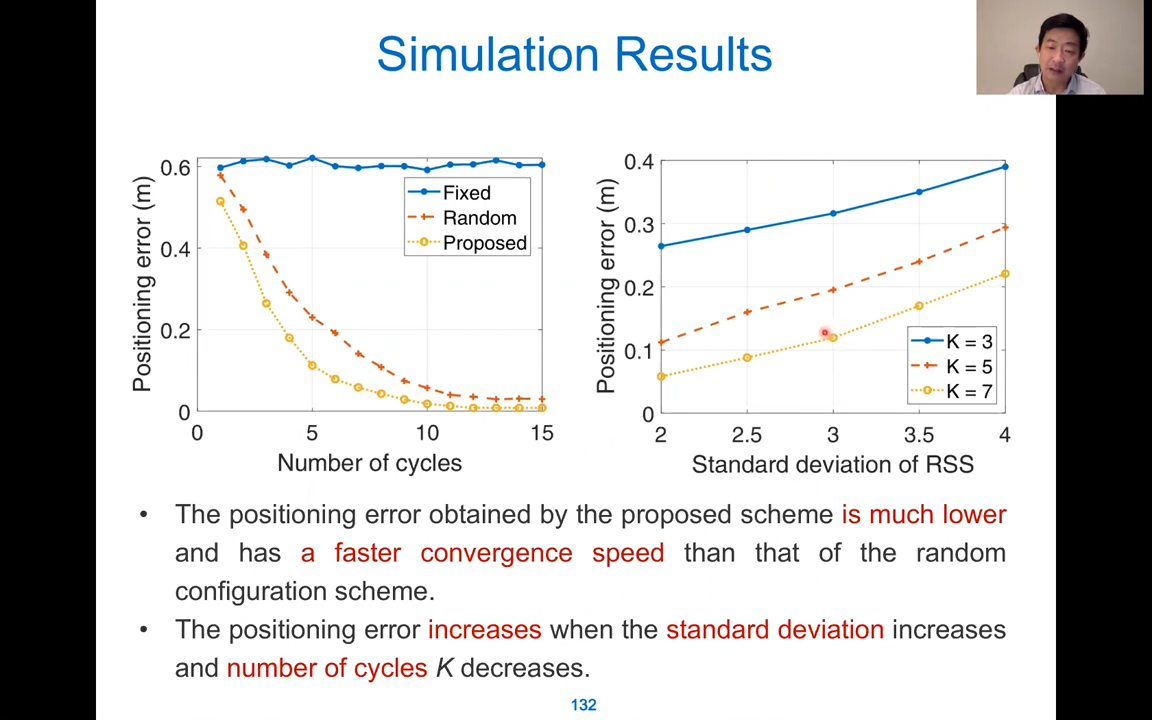 Simulation Results
Positioning error (m)
0.6
0.4
0.2
0
0
5
10
15
Number of cycles
Fixed
Random
Proposed
Positioning error (m)
0.4
0.3
0.2
0.1
0
2
2.5
3
3.5
4
Standard deviation of RSS
K = 3
K = 5
K = 7
• The positioning error obtained by the proposed scheme is much lower
and has a faster convergence speed than that of the random
configuration scheme.
• The positioning error increases when the standard deviation increases
and number of cycles K decreases.
132